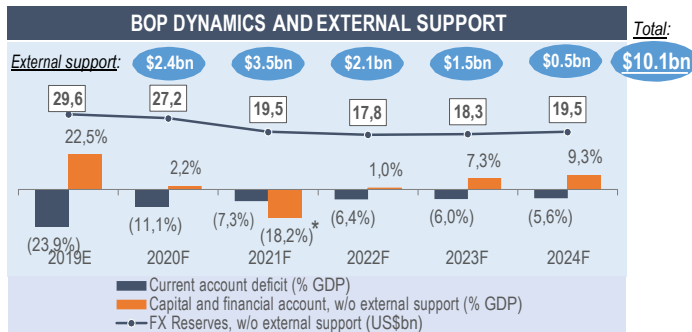 BOP DYNAMICS AND EXTERNAL SUPPORT
Total:
External support: $2.4bn $3.5bn $2.1bn $1.5bn $0.5bn $10.1bn
29,6 27,2 19,5 17,8 18,3 19,5
22,5% 2,2% 1,0% 7,3% 9,3%
(23,9%) (11,1%) (7,3%) (18,2%)* (6,4%) (6,0%) (5,6%)
2019E 2020F 2021F 2022F 2023F 2024F
Current account deficit (% GDP)
Capital and financial account, w/o external support (% GDP)
FX Reserves, w/o external support (US$bn)